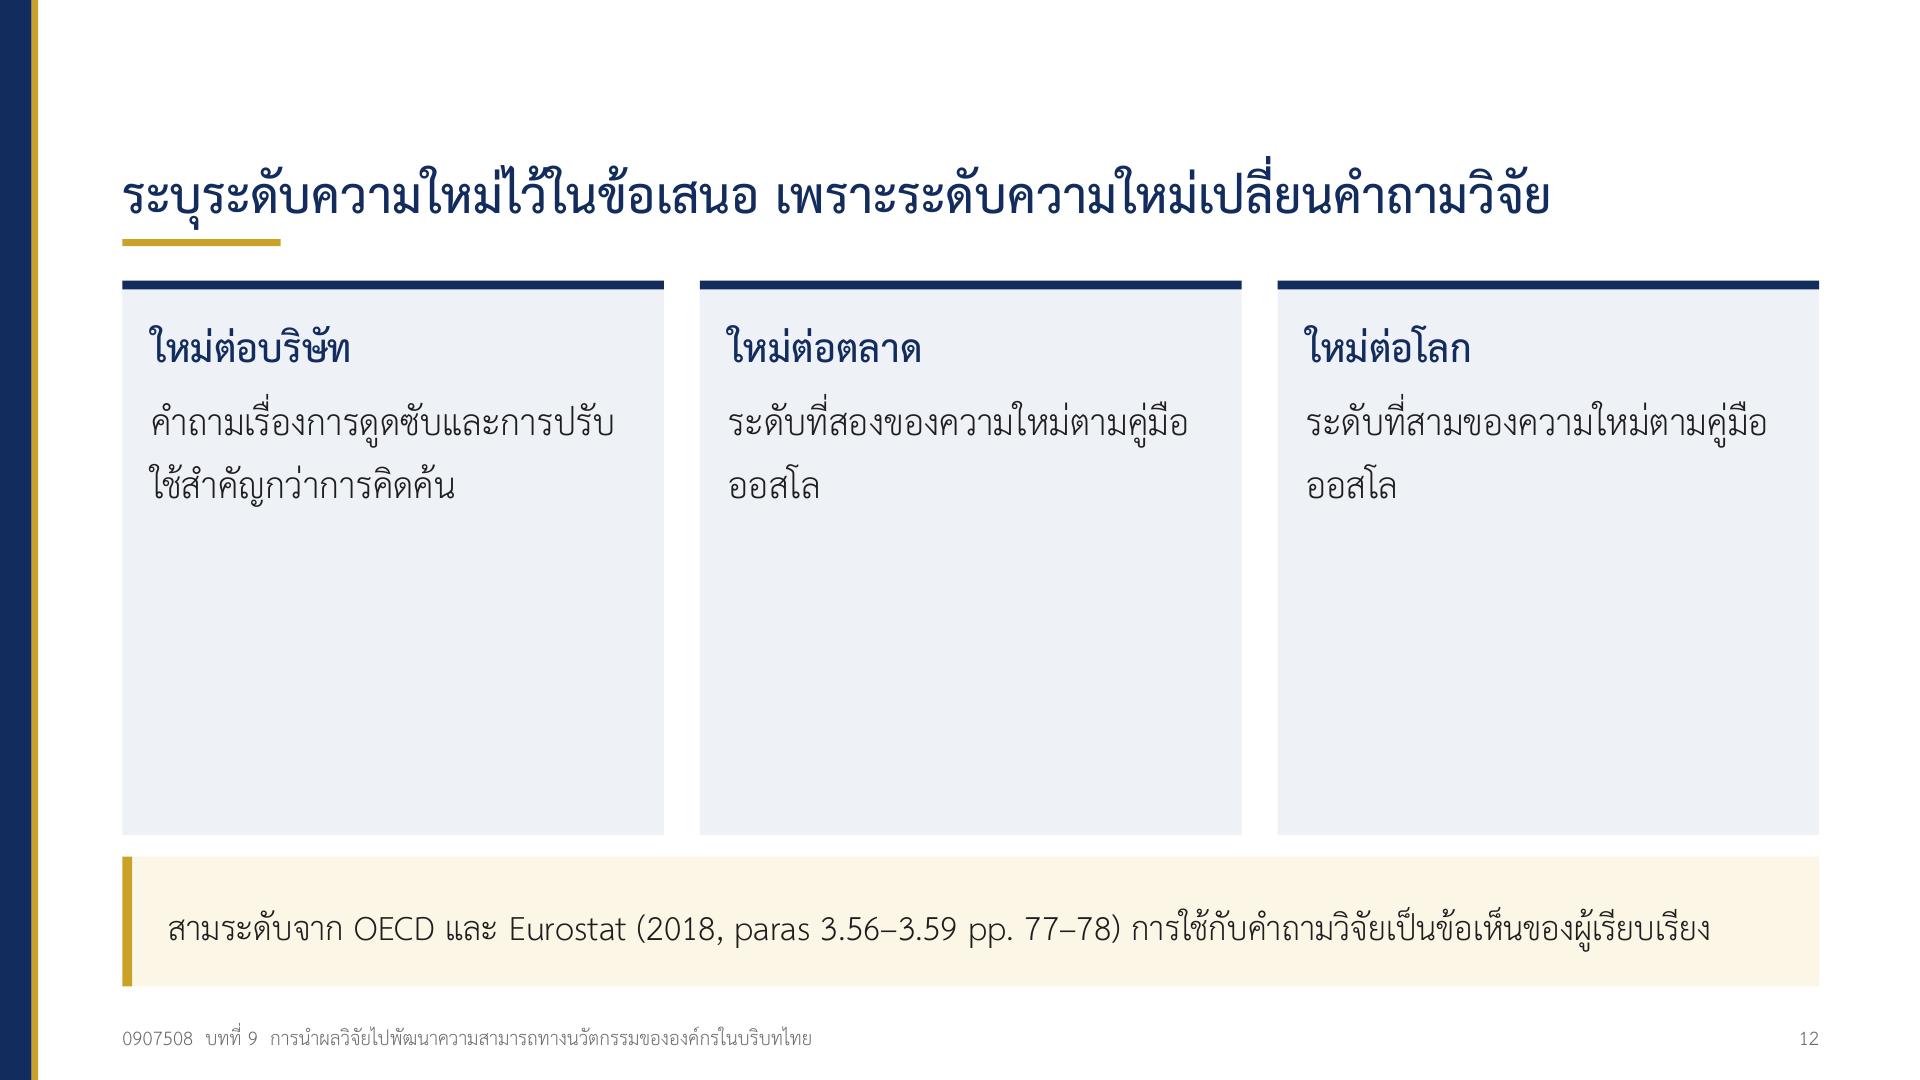 ระบุระดับความใหม่ไว้ในข้อเสนอ เพราะระดับความใหม่เปลี่ยนคำถามวิจัย
ใหม่ต่อบริษัท
คำถามเรื่องการดูดซับและการปรับ
ใช้สำคัญกว่าการคิดค้น
ใหม่ต่อตลาด
ระดับที่สองของความใหม่ตามคู่มือ
ออสโล
ใหม่ต่อโลก
ระดับที่สามของความใหม่ตามคู่มือ
ออสโล
สามระดับจาก OECD และ Eurostat (2018, paras 3.56–3.59 pp. 77–78) การใช้กับคำถามวิจัยเป็นข้อเห็นของผู้เรียบเรียง
0907508 บทที่ 9 การนำผลวิจัยไปพัฒนาความสามารถทางนวัตกรรมขององค์กรในบริบทไทย
12